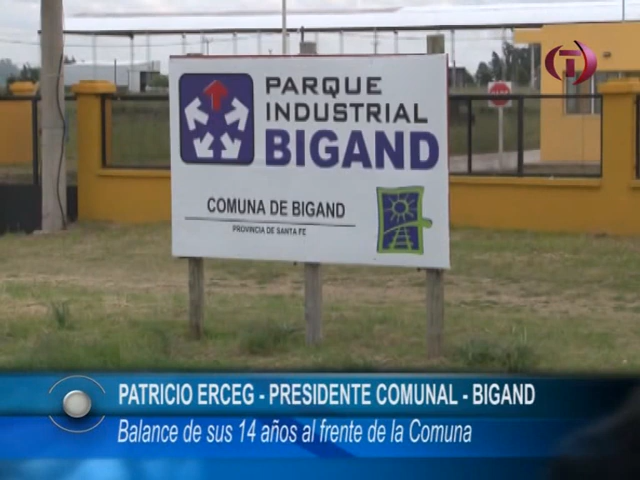 PARQUE
INDUSTRIAL
BIGAND
COMUNA DE BIGAND
PROVINCIA DE SANTA FE
PATRICIO ERCEG - PRESIDENTE COMUNAL - BIGAND
Balance de sus 14 años al frente de la Comuna